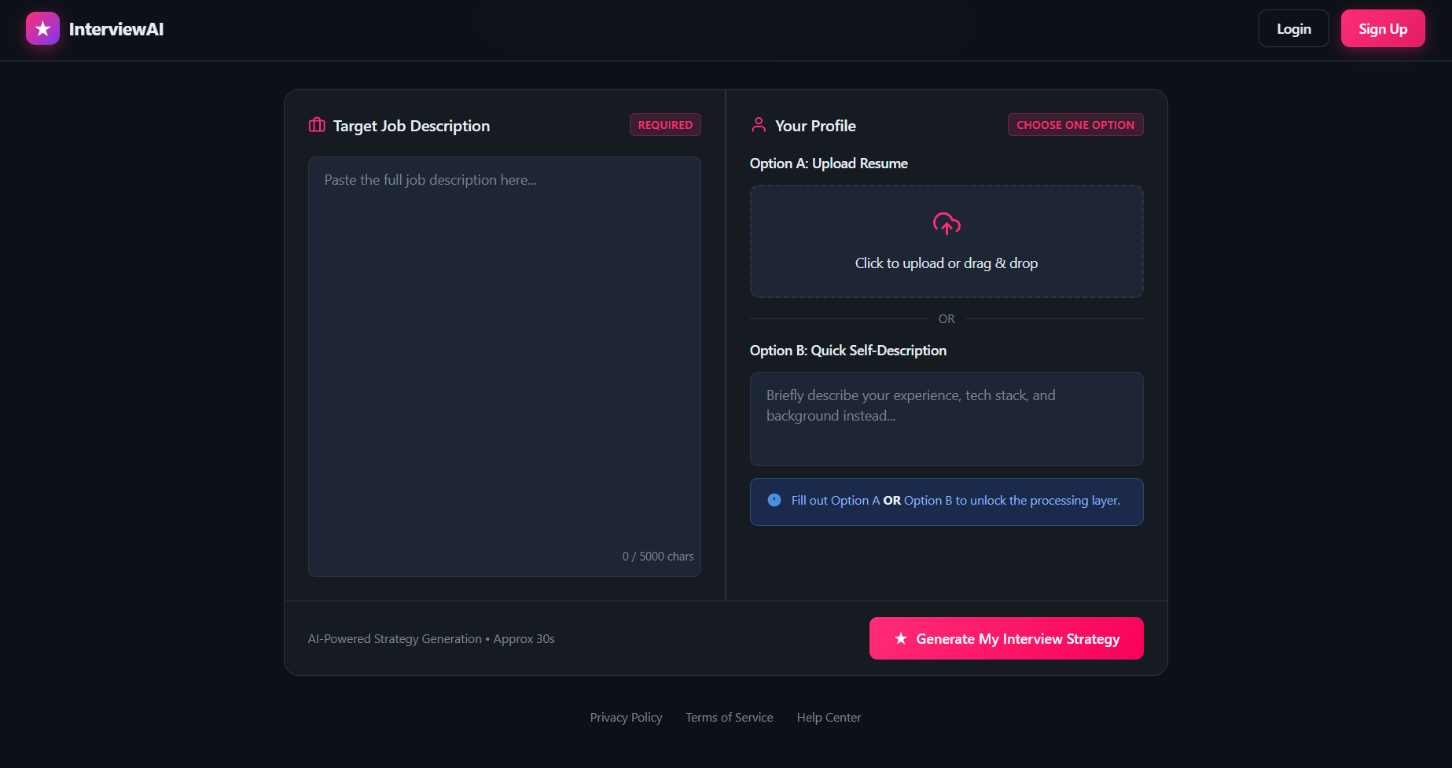 InterviewAI
Login
Sign Up
Target Job Description
REQUIRED
Paste the full job description here...
0 / 5000 chars
Your Profile
CHOOSE ONE OPTION
Option A: Upload Resume
Click to upload or drag & drop
OR
Option B: Quick Self-Description
Briefly describe your experience, tech stack, and
background instead...
Fill out Option A OR Option B to unlock the processing layer.
AI-Powered Strategy Generation • Approx 30s
★ Generate My Interview Strategy
Privacy Policy
Terms of Service
Help Center